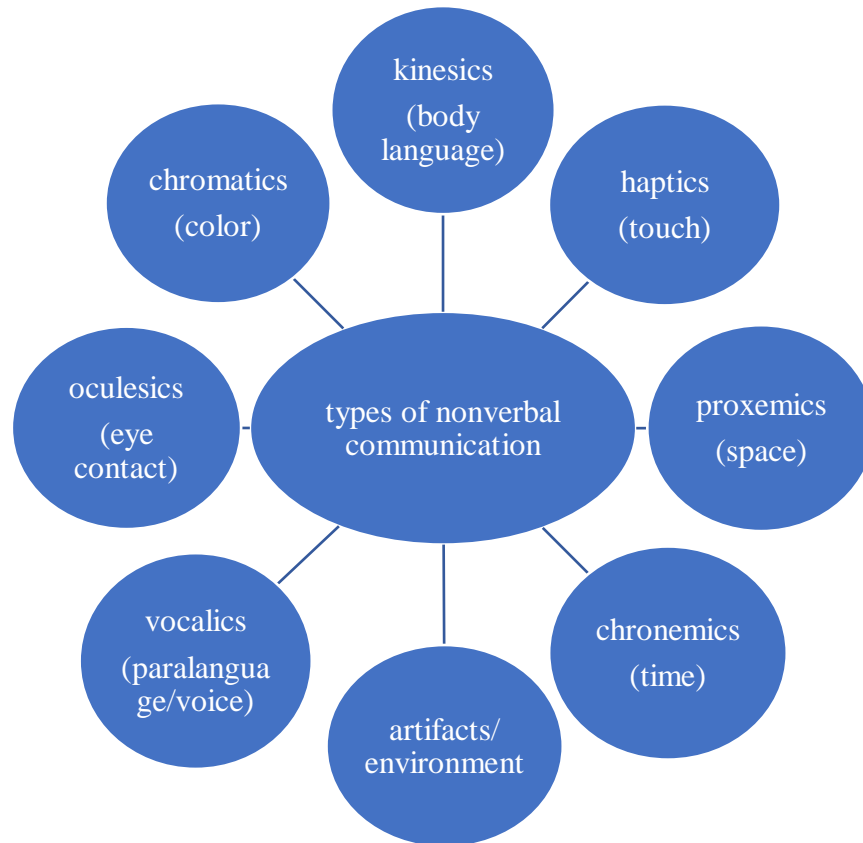 kinesics
(body
language)
haptics
(touch)
proxemics
(space)
chronemics
(time)
artifacts/
environment
vocalics
(paralangua
ge/voice)
oculesics
(eye
contact)
chromatics
(color)
types of nonverbal
communication